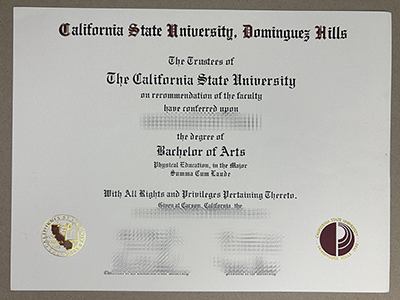 California State University, Dominguez Hills
The Trustees of
The California State University
on recommendation of the faculty
have conferred upon
the degree of
Bachelor of Arts
Physical Education, in the Major
Summa Cum Laude
With All Rights and Privileges Pertaining Thereto.
Given at Carson, California, the